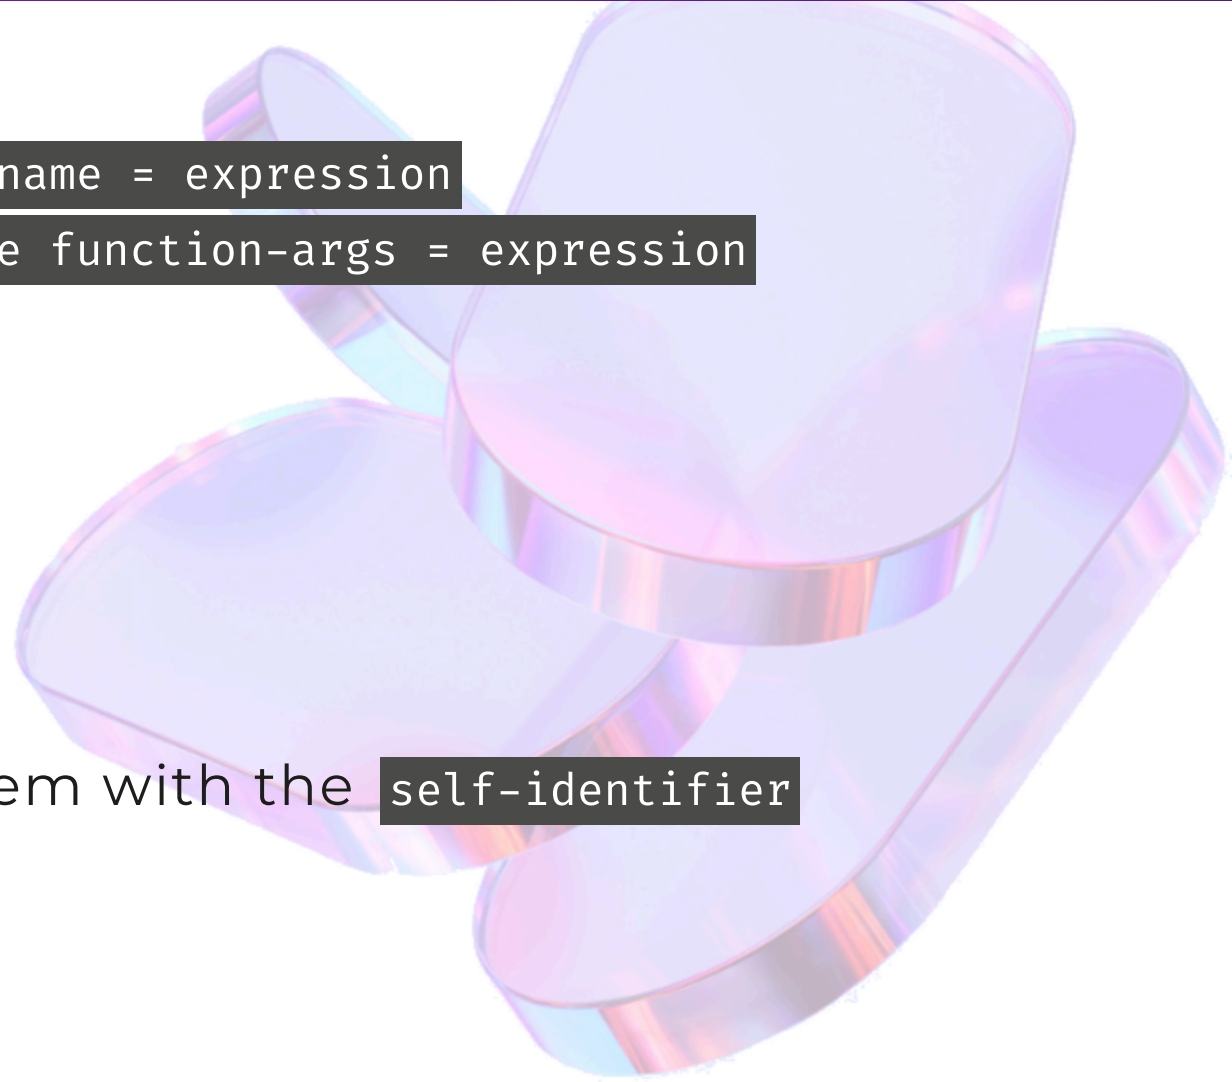 name = expression
e function-args = expression
em with the self-identifier